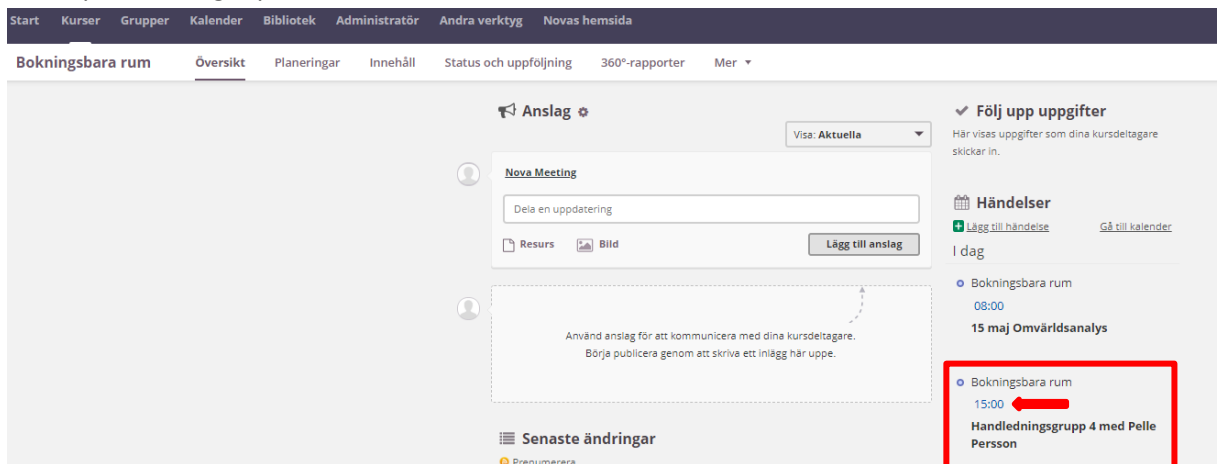 Start Kurser Grupper Kalender Bibliotek Administratör Andra verktyg Novas hemsida
Bokningsbara rum Översikt Planeringar Innehåll Status och uppföljning 360°-rapporter Mer
Anslag
Visa: Aktuella
Nova Meeting
Dela en uppdatering
Resurs Bild Lägg till anslag
Använd anslag för att kommunicera med dina kursdeltagare.
Börja publicera genom att skriva ett inlägg här uppe.
Senaste ändringar
Prenumerera
Följ upp uppgifter
Här visas uppgifter som dina kursdeltagare
skickar in.
Händelser
Lägg till händelse Gå till kalender
I dag
Bokningsbara rum
08:00
15 maj Omvärldsanalys
Bokningsbara rum
15:00
Handledningsgrupp 4 med Pelle
Persson